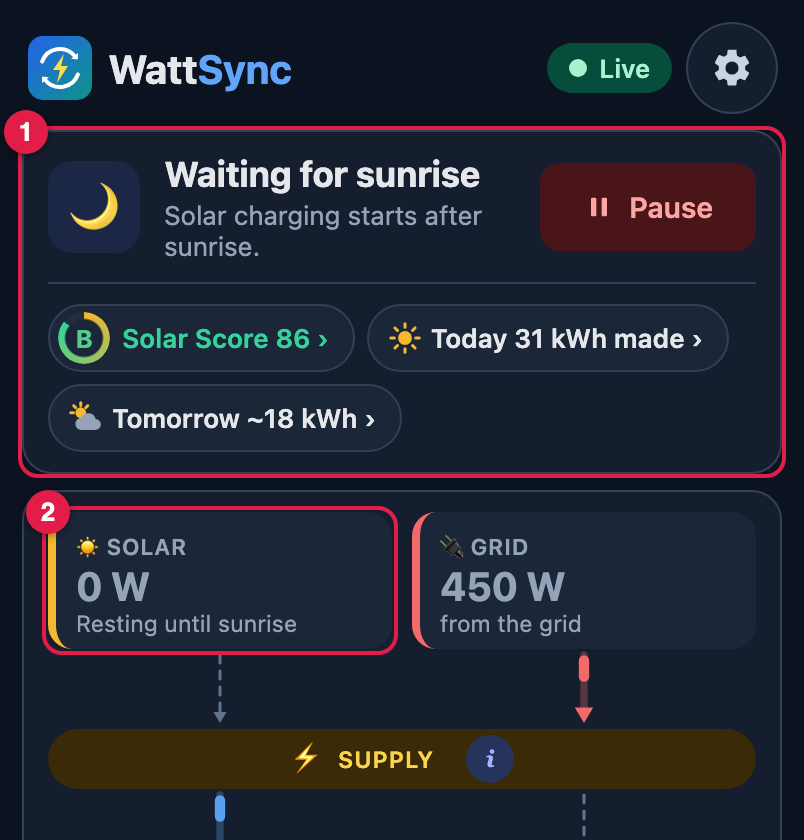 WattSync
Live
1
Waiting for sunrise
Solar charging starts after
sunrise.
Pause
B
Solar Score 86 ›
Today 31 kWh made ›
Tomorrow ~18 kWh ›
2
SOLAR
0 W
Resting until sunrise
GRID
450 W
from the grid
SUPPLY
i